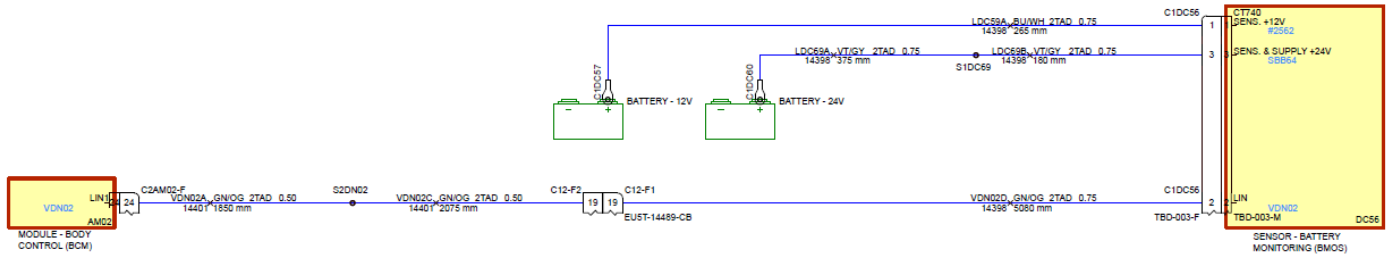 LDC59A BU/WH 2TAD 0.75
14398 265 mm
C1DC56
CT740
1
1
SENS. +12V
#2562
LDC69A VT/GY 2TAD 0.75
14398 375 mm
S1DC69
LDC69B VT/GY 2TAD 0.75
14398 180 mm
3
3
SENS. & SUPPLY +24V
SBB64
C1DC57
BATTERY - 12V
C1DC60
BATTERY - 24V
- +
- +
VDN02
LIN1
AM02
MODULE - BODY
CONTROL (BCM)
24
24
C2AM02-F
VDN02A GN/OG 2TAD 0.50
14401 1850 mm
S2DN02
VDN02C GN/OG 2TAD 0.50
14401 2075 mm
C12-F2
19
19
C12-F1
EU5T-14489-CB
VDN02D GN/OG 2TAD 0.75
14398 5080 mm
C1DC56
2
2
TBD-003-F
LIN
VDN02
TBD-003-M
DC56
SENSOR - BATTERY
MONITORING (BMOS)